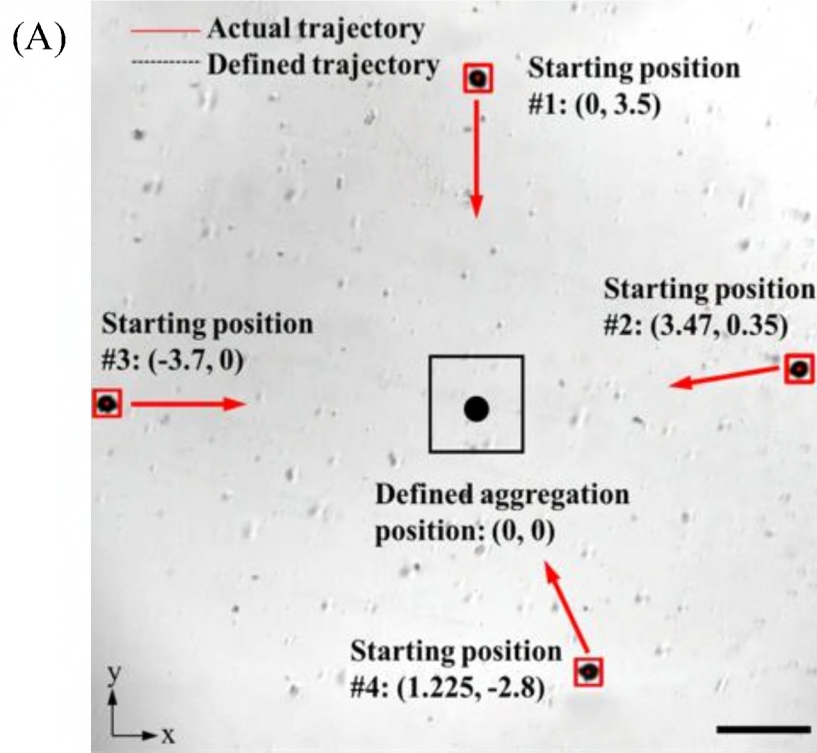 (A)
Actual trajectory
Defined trajectory
Starting position
#1: (0, 3.5)
Starting position
#2: (3.47, 0.35)
Starting position
#3: (-3.7, 0)
Defined aggregation
position: (0, 0)
Starting position
#4: (1.225, -2.8)
y
x